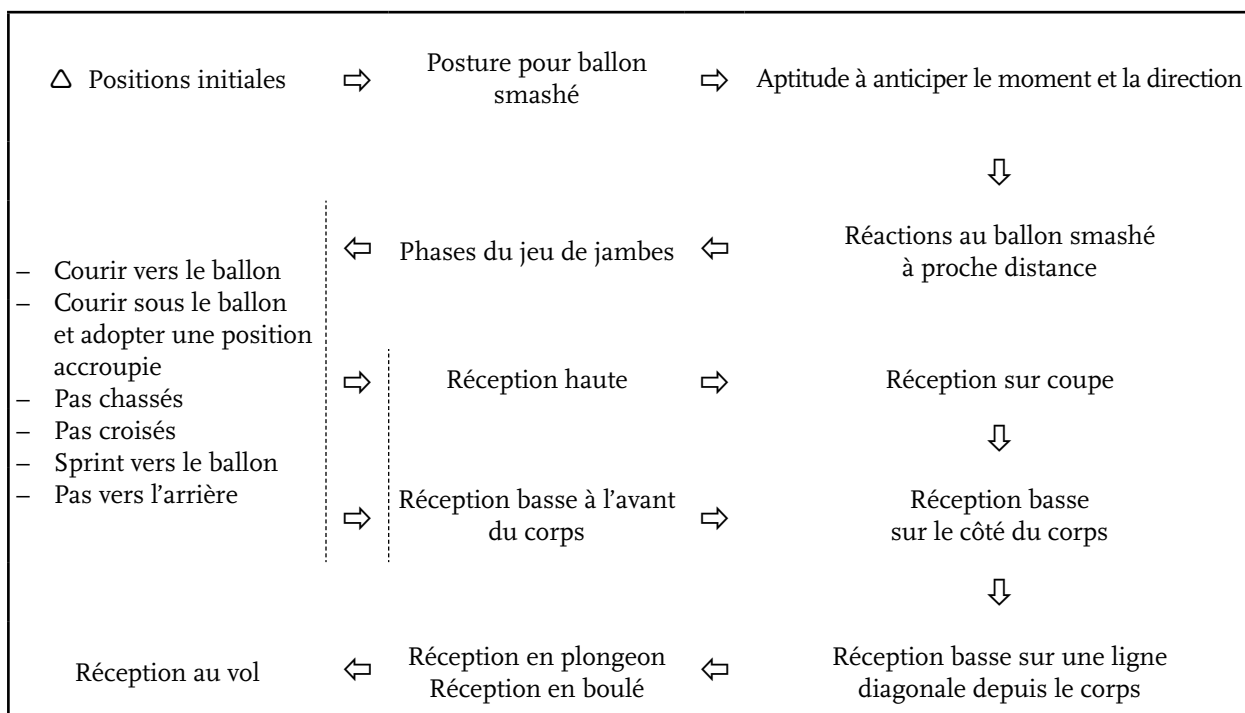 △ Positions initiales ⇨ Posture pour ballon
smashé ⇨ Aptitude à anticiper le moment et la direction
⇩
Réactions au ballon smashé
à proche distance
⇦
Phases du jeu de jambes
⇦
– Courir vers le ballon
– Courir sous le ballon
et adopter une position
accroupie
– Pas chassés
– Pas croisés
– Sprint vers le ballon
– Pas vers l'arrière
⇨
Réception haute
⇨
Réception sur coupe
⇩
⇨
Réception basse à l'avant
du corps
⇨
Réception basse
sur le côté du corps
⇩
Réception basse sur une ligne
diagonale depuis le corps
⇦
Réception en plongeon
Réception en boulé
⇦
Réception au vol